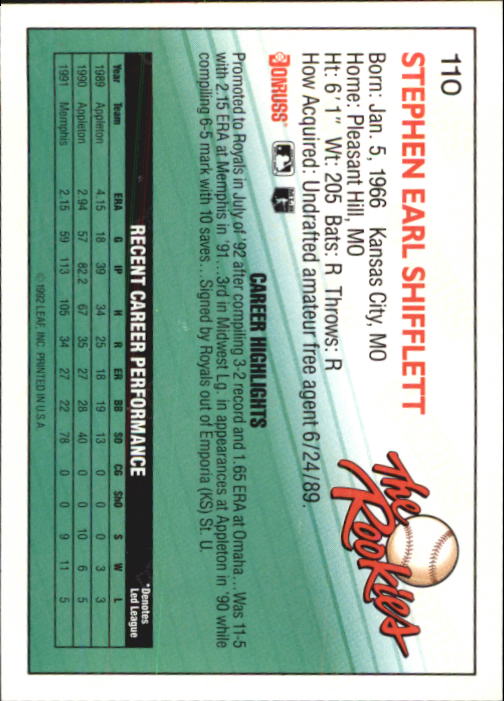 110
STEPHEN EARL SHIFFLETT
Born: Jan. 5, 1966 Kansas City, MO
Home: Pleasant Hill, MO
Ht: 6'1" Wt: 205 Bats: R Throws: R
How Acquired: Undrafted amateur free agent 6/24/89.
The
Rookies
DONRUSS
CAREER HIGHLIGHTS
Promoted to Royals in July of '92 after compiling 3-2 record and 1.65 ERA at Omaha... Was 11-5
with 2.15 ERA at Memphis in '91...3rd in Midwest Lg. in appearances at Appleton in '90 while
compiling 6-5 mark with 10 saves...Signed by Royals out of Emporia (KS) St. U.
RECENT CAREER PERFORMANCE
*Denotes
Led League
Year Team ERA G IP H R ER BB SO CG ShO S W L
1989 Appleton 4.15 18 39 34 25 18 19 13 0 0 0 3 3
1990 Appleton 2.94 57 82.2 67 35 27 28 40 0 0 10 6 5
1991 Memphis 2.15 59 113 105 34 27 22 78 0 0 9 11 5
© 1992 LEAF, INC. PRINTED IN U.S.A.